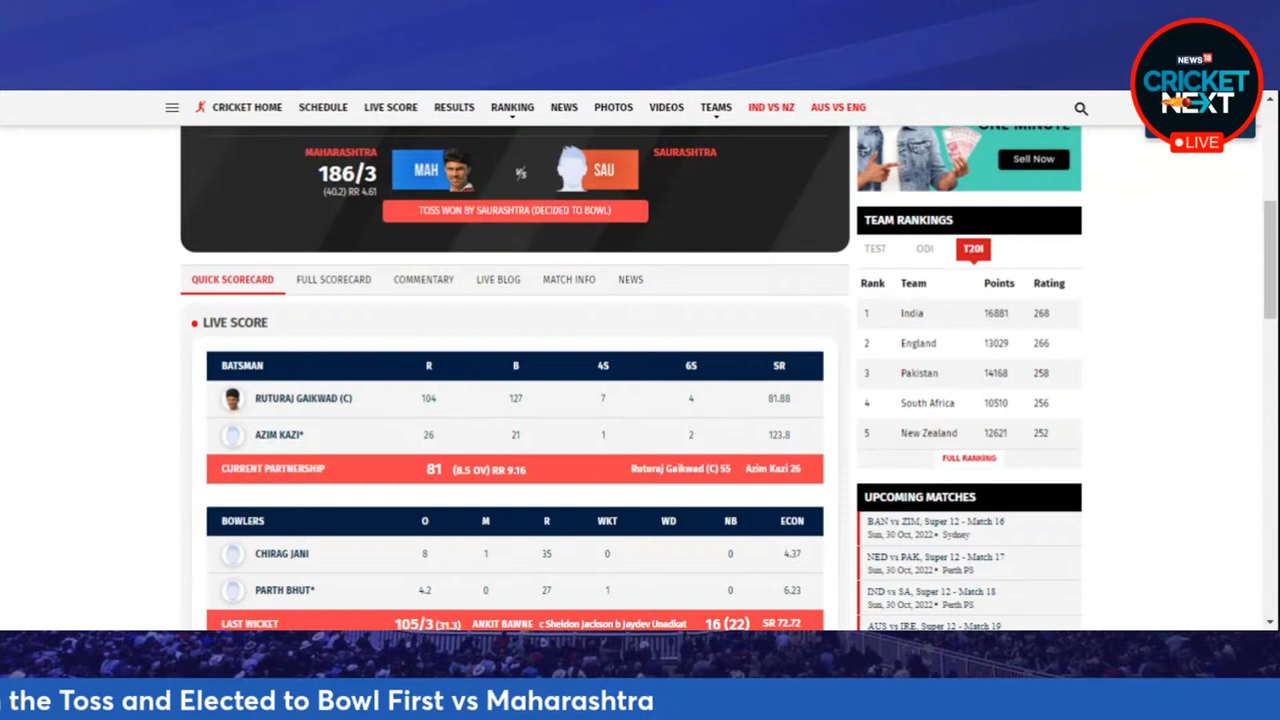 NEWS 18
CRICKET
NEXT
LIVE
CRICKET HOME SCHEDULE LIVE SCORE RESULTS RANKING NEWS PHOTOS VIDEOS TEAMS IND VS NZ AUS VS ENG
MAHARASHTRA
186/3
(40.2) RR 4.61
MAH
V/S
SAU
SAURASHTRA
TOSS WON BY SAURASHTRA (DECIDED TO BOWL)
ONE MINUTE
Sell Now
QUICK SCORECARD FULL SCORECARD COMMENTARY LIVE BLOG MATCH INFO NEWS
LIVE SCORE
BATSMAN R B 4S 6S SR
RUTURAJ GAIKWAD (C) 104 127 7 4 81.88
AZIM KAZI* 26 21 1 2 123.8
CURRENT PARTNERSHIP 81 (8.5 OV) RR 9.16 Ruturaj Gaikwad (C) 55 Azim Kazi 26
BOWLERS O M R WKT WD NB ECON
CHIRAG JANI 8 1 35 0 0 4.37
PARTH BHUT* 4.2 0 27 1 0 6.23
LAST WICKET 105/3 (31.3) ANKIT BAWNE c Sheldon Jackson b Jaydev Unadkat 16 (22) SR 72.72
TEAM RANKINGS
TEST ODI T20I
Rank Team Points Rating
1 India 16881 268
2 England 13029 266
3 Pakistan 14168 258
4 South Africa 10510 256
5 New Zealand 12621 252
FULL RANKING
UPCOMING MATCHES
BAN vs ZIM, Super 12 - Match 16
Sun, 30 Oct, 2022• Sydney
NED vs PAK, Super 12 - Match 17
Sun, 30 Oct, 2022• Perth PS
IND vs SA, Super 12 - Match 18
Sun, 30 Oct, 2022• Perth PS
AUS vs IRE, Super 12 - Match 19
the Toss and Elected to Bowl First vs Maharashtra